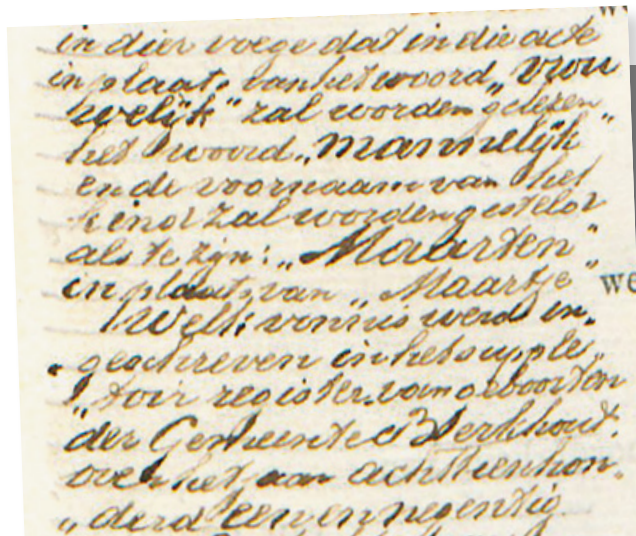 in dier voege dat in die acte
in plaats van het woord „vrou
welijk" zal worden gelezen
het woord „mannelijk"
en de voornaam van het
kind zal worden gesteld
als te zijn: „Maarten"
in plaats van „Maartje"
Welk vonnis werd in„
„geschreven in het supple„
„toir register van geboorten
der Gemeente Berkhout,
over het jaar achttienhon„
„derd een en negentig